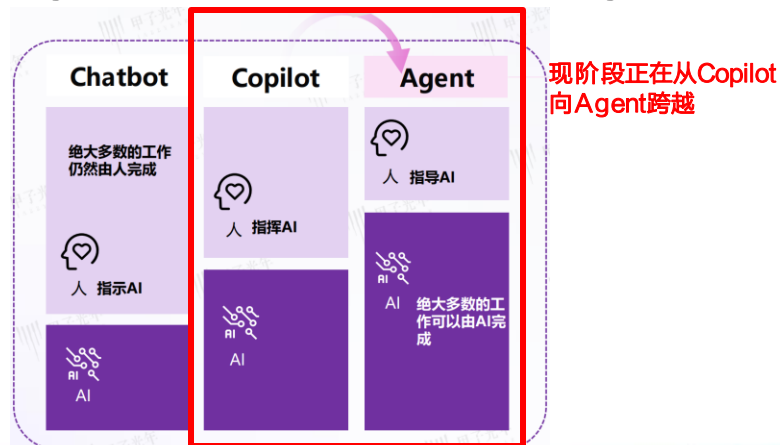 Chatbot
绝大多数的工作
仍然由人完成
人 指示AI
AI
AI
Copilot
人 指挥AI
AI
AI
Agent
人 指导AI
AI
AI 绝大多数的工
作可以由AI完
成
现阶段正在从Copilot
向Agent跨越